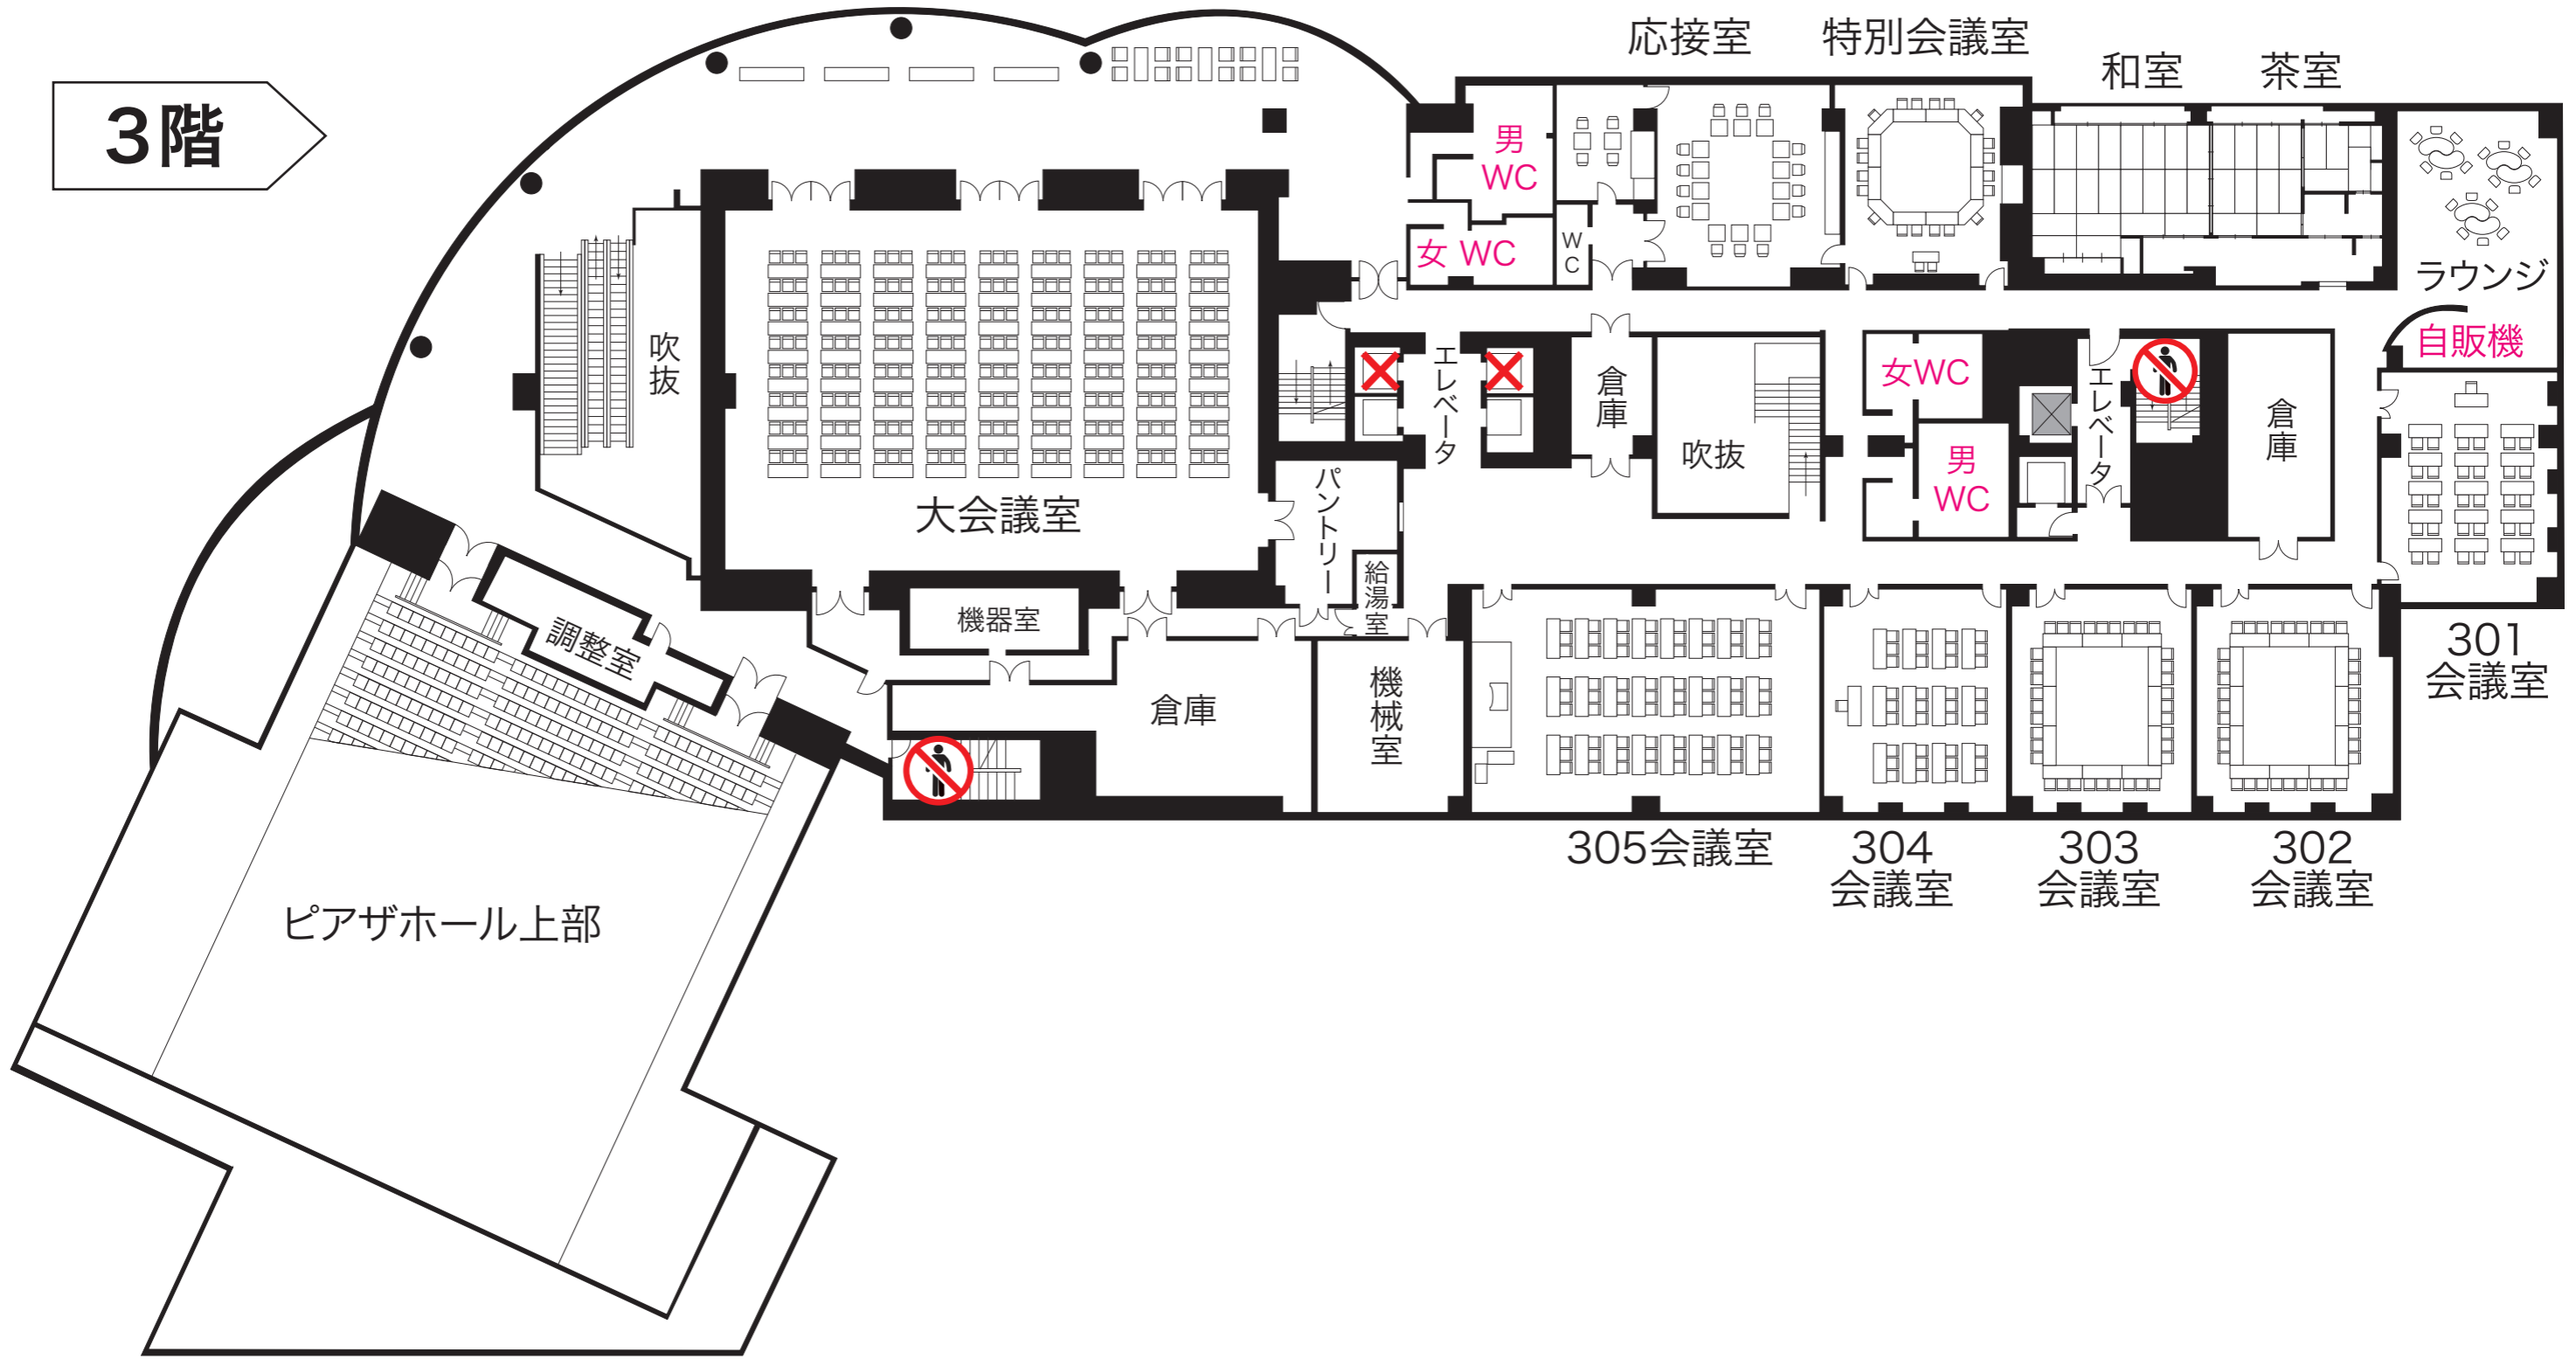 3階
応接室
特別会議室
和室
茶室
男
WC
女 WC
W
C
ラウンジ
自販機
吹
抜
エレベータ
倉
庫
吹抜
女WC
男
WC
エレベータ
倉
庫
大会議室
パントリー
給
湯
室
機器室
調整室
倉庫
機
械
室
301
会議室
305会議室
304
会議室
303
会議室
302
会議室
ピアザホール上部